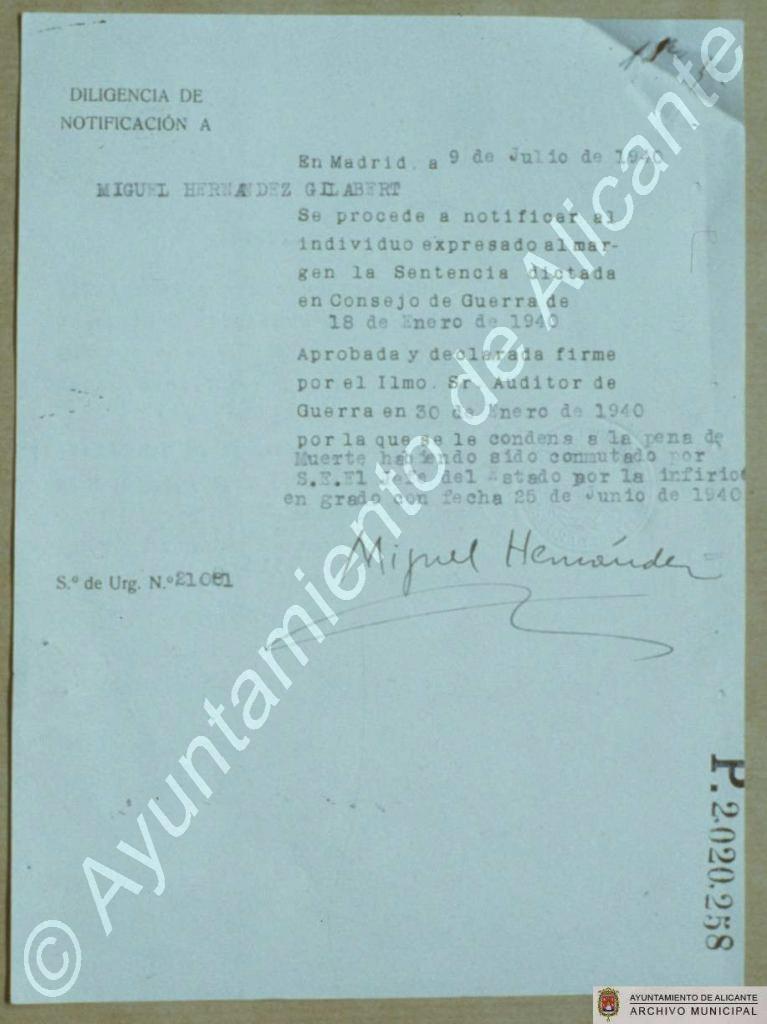 DILIGENCIA DE
NOTIFICACIÓN A
En Madrid, a 9 de Julio de 1940
MIGUEL HERNANDEZ GILABERT
Se procede a notificar al
individuo expresado al mar-
gen la Sentencia dictada
en Consejo de Guerra de
18 de Enero de 1940
Aprobada y declarada firme
por el Ilmo. Sr. Auditor de
Guerra en 30 de Enero de 1940
por la que se le condena a la pena de
Muerte habiendo sido conmutado por
S.E.El Jefe del Estado por la infirior
en grado con fecha 25 de Junio de 1940
Miguel Hernández
S.º de Urg. N.º 21001
P.2.020.258
© Ayuntamiento de Alicante
AYUNTAMIENTO DE ALICANTE
ARCHIVO MUNICIPAL